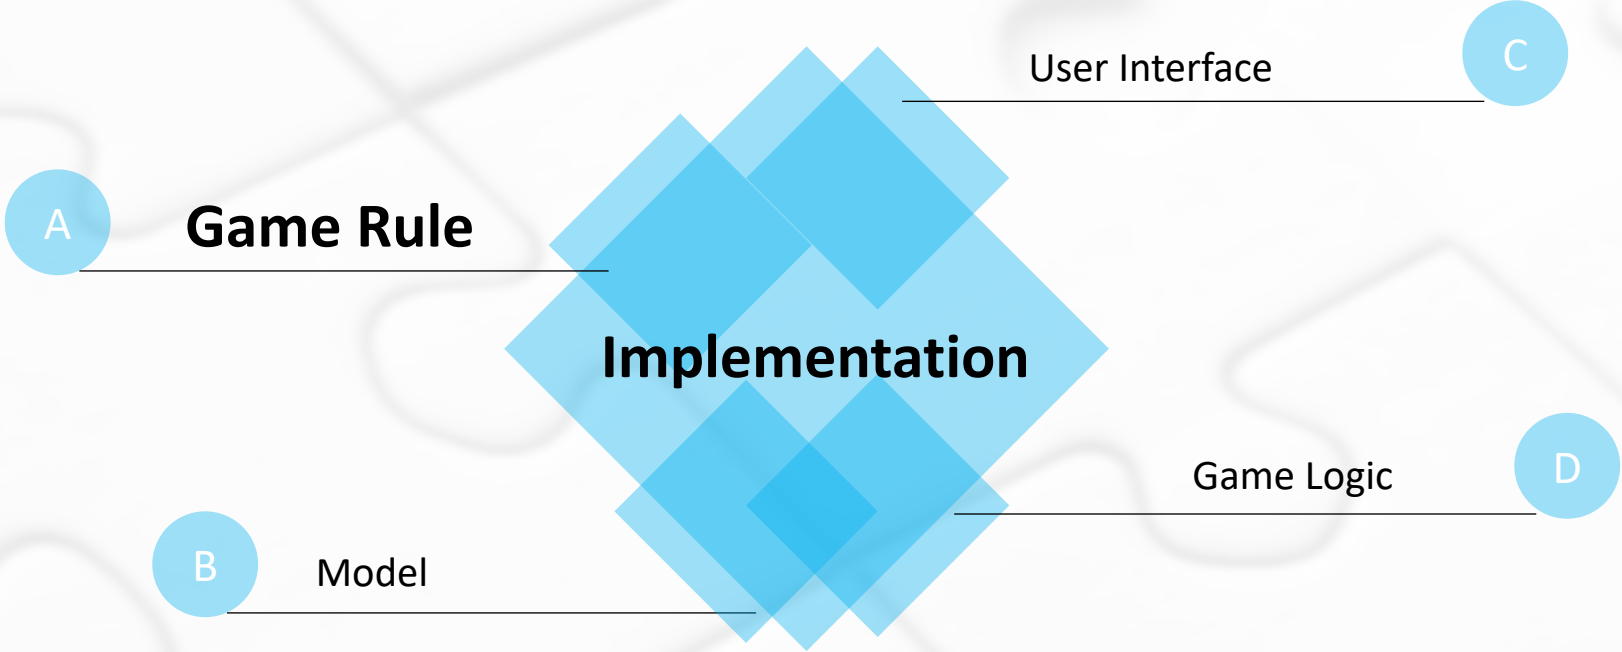 A
Game Rule
B
Model
Implementation
User Interface
C
Game Logic
D